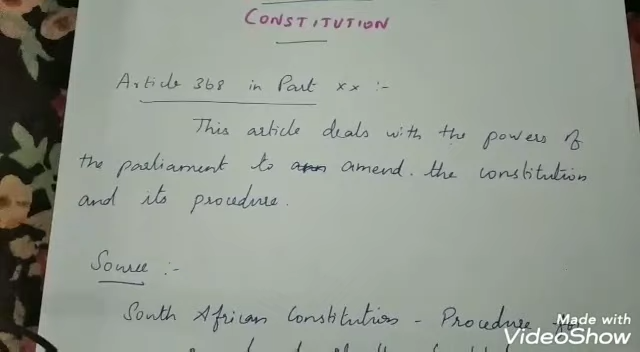 CONSTITUTION
Article 368 in Part XX :-
This article deals with the powers of
the parliament to amend. the constitution
and its procedure.
Source :-
South African Constitution - Procedure
Made with
VideoShow